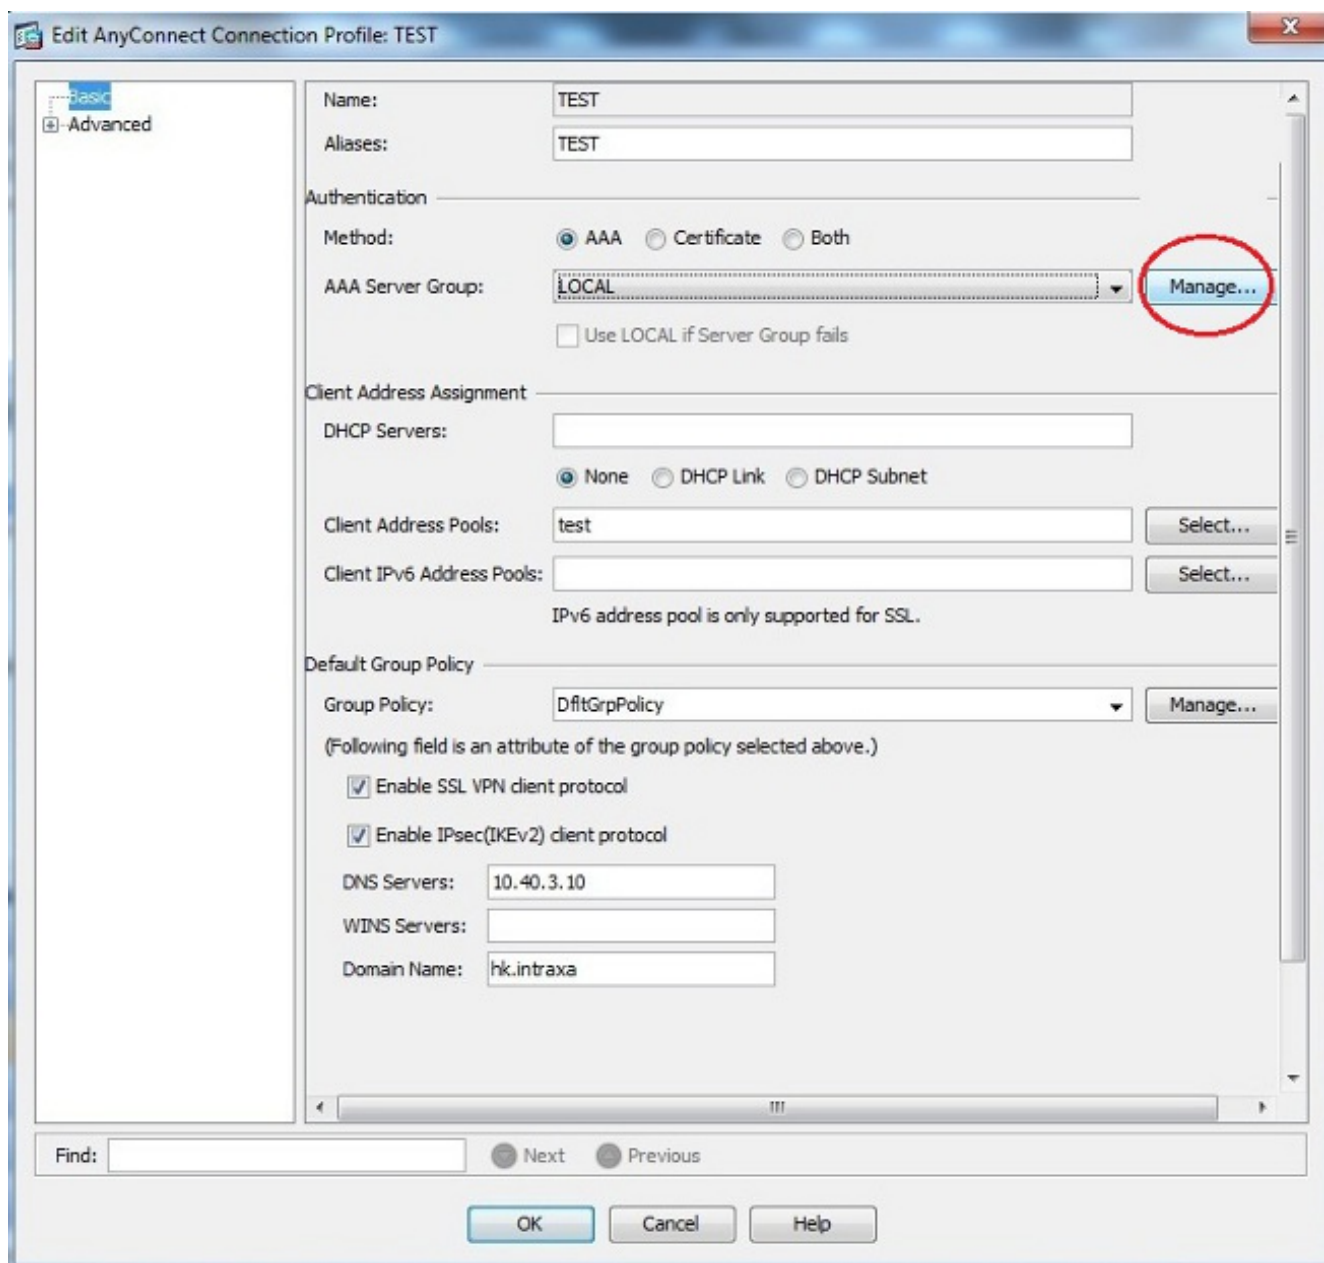 Edit AnyConnect Connection Profile: TEST
Basic
Advanced
Name: TEST
Aliases: TEST
Authentication
Method: AAA Certificate Both
AAA Server Group: LOCAL Manage...
Use LOCAL if Server Group fails
Client Address Assignment
DHCP Servers:
None DHCP Link DHCP Subnet
Client Address Pools: test Select...
Client IPv6 Address Pools: Select...
IPv6 address pool is only supported for SSL.
Default Group Policy
Group Policy: DfltGrpPolicy Manage...
(Following field is an attribute of the group policy selected above.)
Enable SSL VPN client protocol
Enable IPsec(IKEv2) client protocol
DNS Servers: 10.40.3.10
WINS Servers:
Domain Name: hk.intraxa
Find: Next Previous
OK Cancel Help